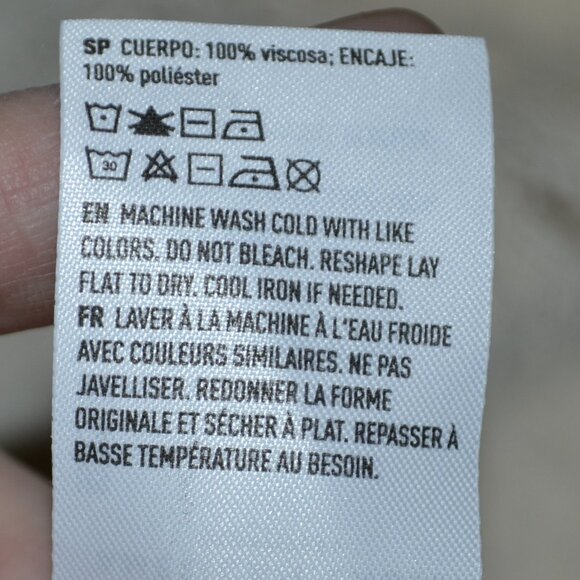 SP CUERPO: 100% viscosa; ENCAJE:
100% poliéster
30
EN MACHINE WASH COLD WITH LIKE
COLORS. DO NOT BLEACH. RESHAPE LAY
FLAT TO DRY. COOL IRON IF NEEDED.
FR LAVER À LA MACHINE À L'EAU FROIDE
AVEC COULEURS SIMILAIRES. NE PAS
JAVELLISER. REDONNER LA FORME
ORIGINALE ET SÉCHER À PLAT. REPASSER À
BASSE TEMPÉRATURE AU BESOIN.